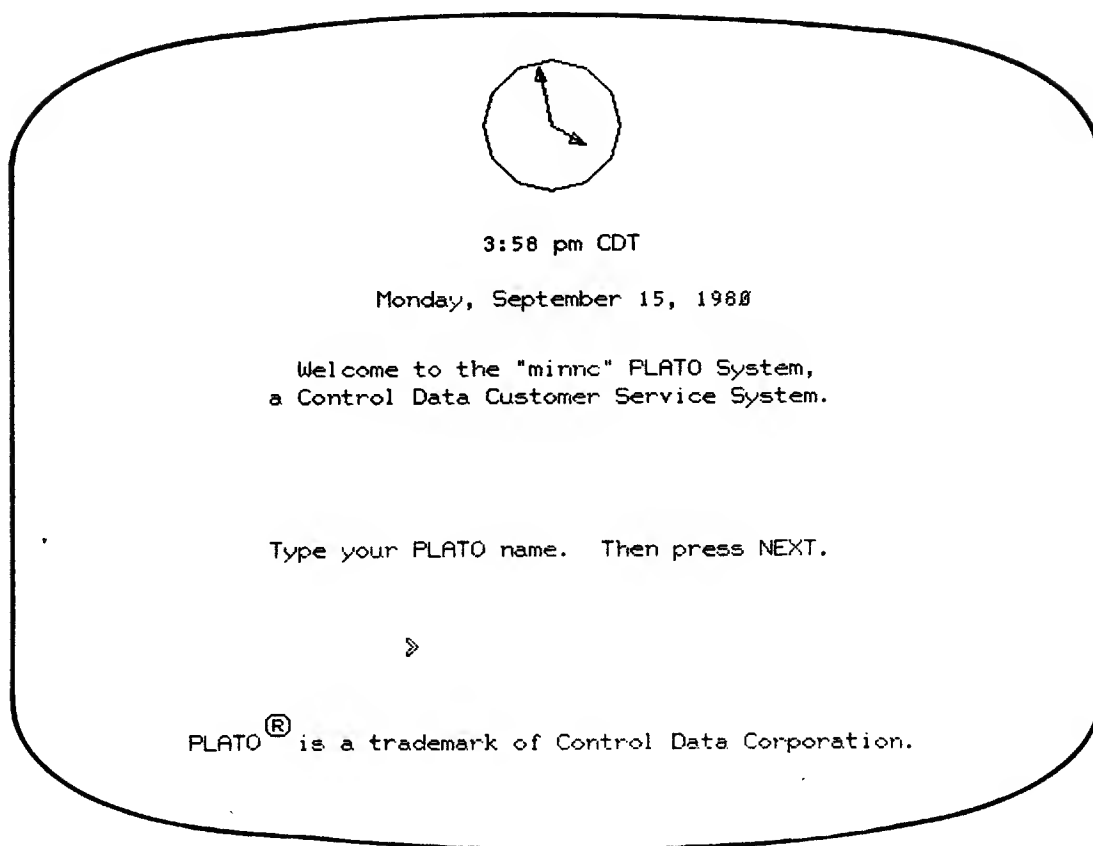 3:58 pm CDT
Monday, September 15, 1980
Welcome to the "minnc" PLATO System,
a Control Data Customer Service System.
Type your PLATO name.  Then press NEXT.
>
PLATO® is a trademark of Control Data Corporation.